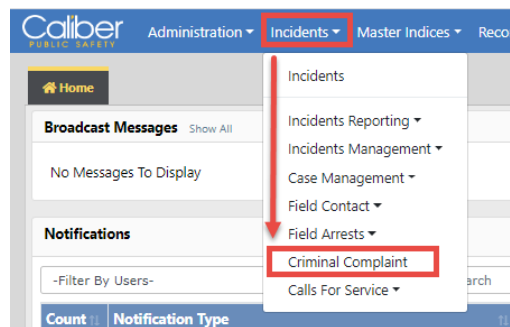 Caliber
PUBLIC SAFETY
Administration Incidents Master Indices Reco
Home
Incidents
Broadcast Messages Show All
Incidents Reporting
Incidents Management
No Messages To Display
Case Management
Field Contact
Notifications
Field Arrests
Criminal Complaint
-Filter By Users-
arch
Calls For Service
Count Notification Type